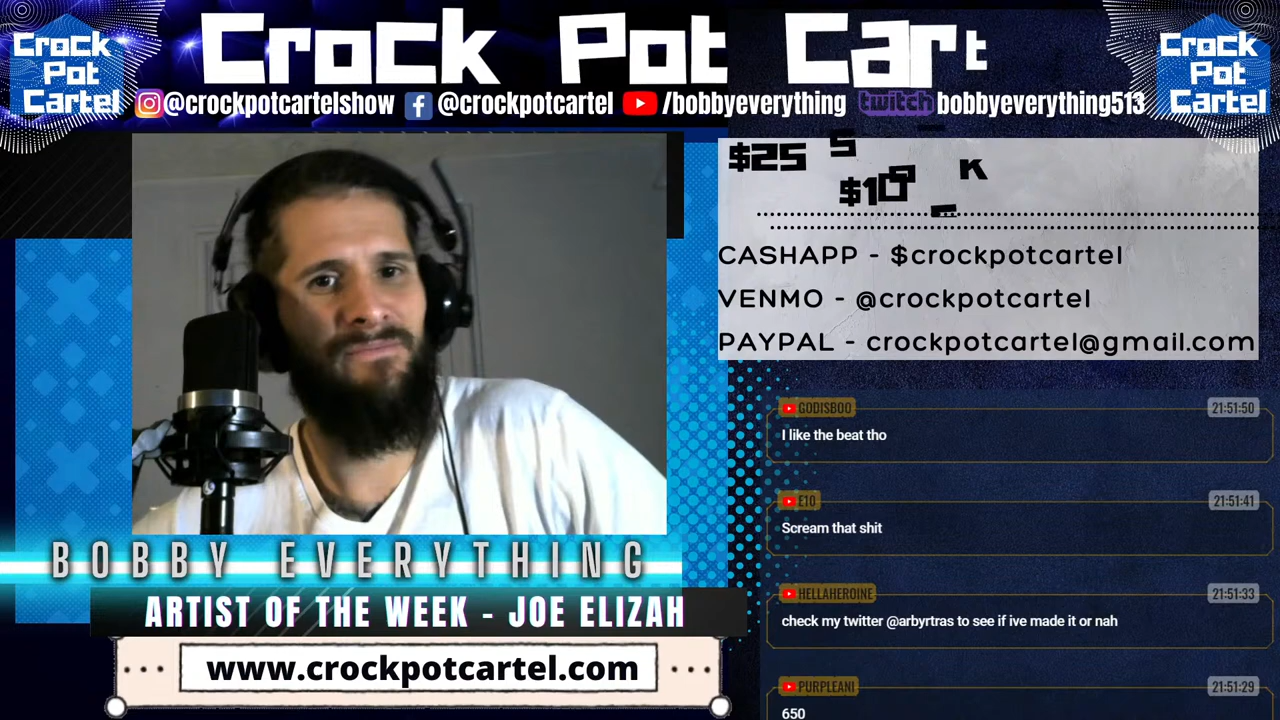 Crock Pot Cart
Crock
Pot
Cartel
@crockpotcartelshow @crockpotcartel /bobbyeverything twitch bobbyeverything513
Crock
Pot
Cartel
$25 S
$10 K
CASHAPP - $crockpotcartel
VENMO - @crockpotcartel
PAYPAL - crockpotcartel@gmail.com
GODISBOO 21:51:50
I like the beat tho
E10 21:51:41
Scream that shit
HELLAHEROINE 21:51:33
check my twitter @arbyrtras to see if ive made it or nah
PURPLEANI 21:51:29
650
BOBBY EVERYTHING
ARTIST OF THE WEEK - JOE ELIZAH
www.crockpotcartel.com